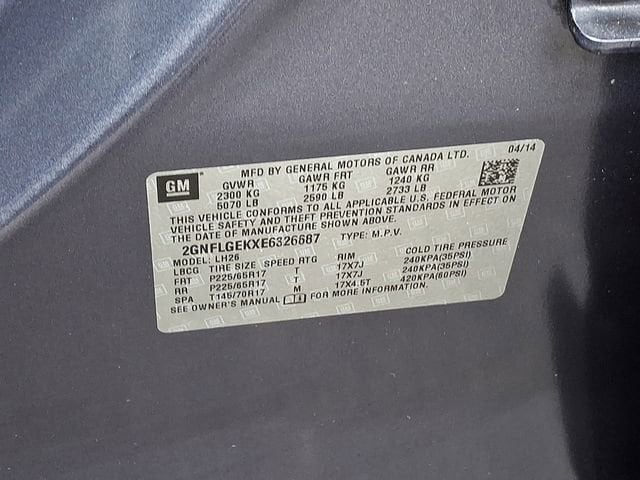 04/14
GM
MFD BY GENERAL MOTORS OF CANADA LTD.
GVWR GAWR FRT GAWR RR
2300 KG 1175 KG 1240 KG
5070 LB 2590 LB 2733 LB
THIS VEHICLE CONFORMS TO ALL APPLICABLE U.S. FEDERAL MOTOR
VEHICLE SAFETY AND THEFT PREVENTION STANDARDS IN EFFECT ON
THE DATE OF MANUFACTURE SHOWN ABOVE.
2GNFLGEKXE6326687 TYPE: M.P.V.
MODEL: LH26
LBCG TIRE SIZE SPEED RTG RIM COLD TIRE PRESSURE
FRT P225/65R17 T 17X7J 240KPA(35PSI)
RR P225/65R17 T 17X7J 240KPA(35PSI)
SPA T145/70R17 M 17X4.5T 420KPA(60PSI)
SEE OWNER'S MANUAL FOR MORE INFORMATION.